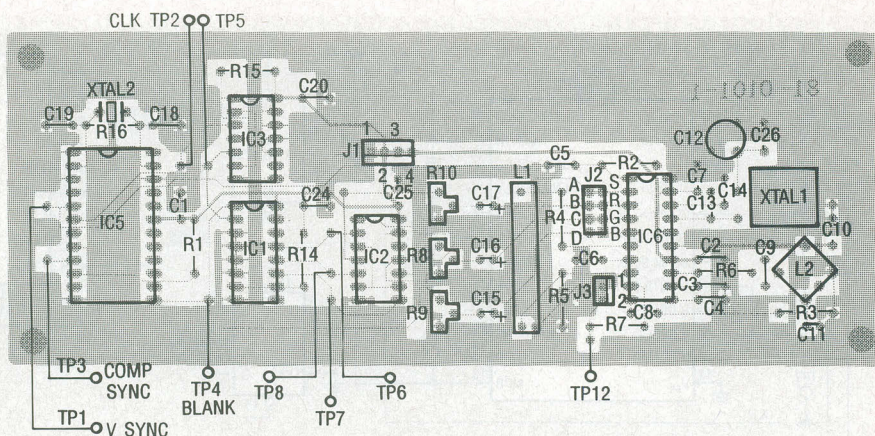 CLK TP2 TP5
R15
C20
XTAL2
C19 C18
R16
IC3
1 3
J1
2 4
18-1010-1
C12
C26
C5
R2
C7
C14
C13
XTAL1
C10
R10
C17
+
L1
J2
A
B
C
D
S
R
G
B
R4
IC6
IC5
C1
R1
IC1
C24
C25
R14
IC2
R8
C16
+
C6
C2
R6
C9
L2
R9
C15
+
R5
J3
1
2
C3
C4
C8
R7
R3
C11
TP3
COMP
SYNC
TP4
BLANK
TP8
TP7
TP6
TP12
TP1
V SYNC